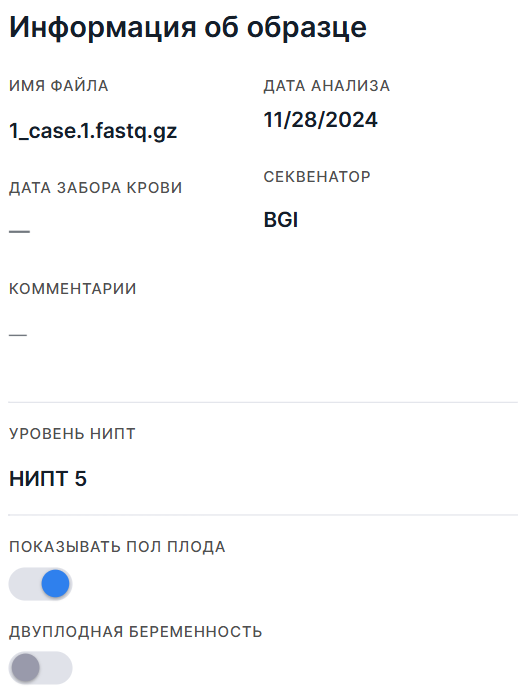 Информация об образце
ИМЯ ФАЙЛА
1_case.1.fastq.gz
ДАТА АНАЛИЗА
11/28/2024
ДАТА ЗАБОРА КРОВИ
—
СЕКВЕНАТОР
BGI
КОММЕНТАРИИ
—
УРОВЕНЬ НИПТ
НИПТ 5
ПОКАЗЫВАТЬ ПОЛ ПЛОДА
ДВУПЛОДНАЯ БЕРЕМЕННОСТЬ